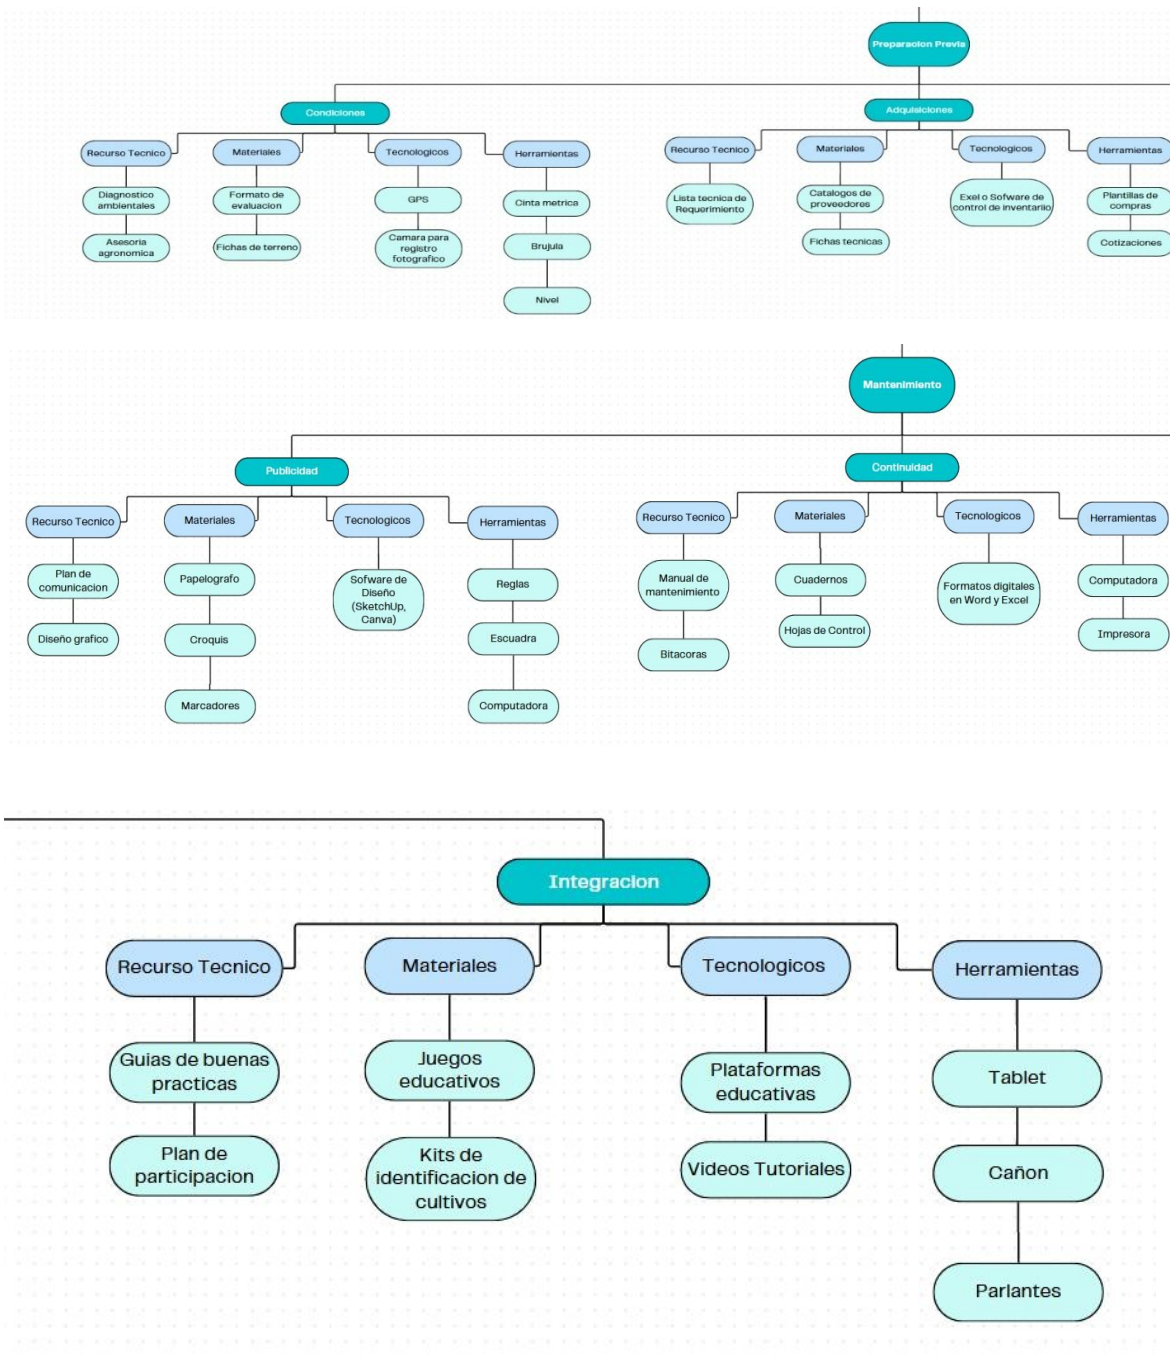 Preparacion Previa
Condiciones
Adquisiciones
Recurso Tecnico
Materiales
Tecnologicos
Herramientas
Recurso Tecnico
Materiales
Tecnologicos
Herramientas
Diagnostico
ambientales
Formato de
evaluacion
GPS
Cinta metrica
Lista tecnica de
Requerimiento
Catalogos de
proveedores
Exel o Sofware de
control de inventariio
Plantillas de
compras
Asesoria
agronomica
Fichas de terreno
Camara para
registro
fotografico
Brujula
Fichas tecnicas
Cotizaciones
Nivel
Mantenimiento
Publicidad
Continuidad
Recurso Tecnico
Materiales
Tecnologicos
Herramientas
Recurso Tecnico
Materiales
Tecnologicos
Herramientas
Plan de
comunicacion
Papelografo
Sofware de
Diseño
(SketchUp,
Canva)
Reglas
Manual de
mantenimiento
Cuadernos
Formatos digitales
en Word y Excel
Computadora
Diseño grafico
Croquis
Escuadra
Bitacoras
Hojas de Control
Impresora
Marcadores
Computadora
Integracion
Recurso Tecnico
Materiales
Tecnologicos
Herramientas
Guias de buenas
practicas
Juegos
educativos
Plataformas
educativas
Tablet
Plan de
participacion
Kits de
identificacion de
cultivos
Videos Tutoriales
Cañon
Parlantes